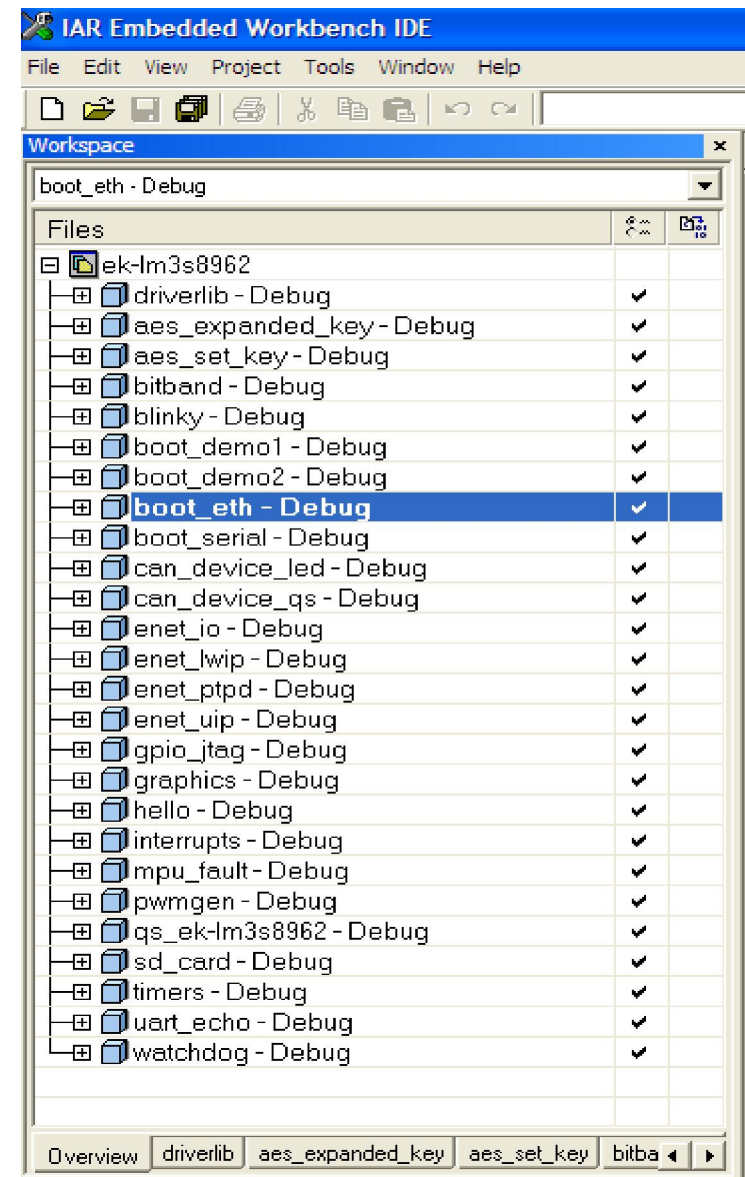 IAR Embedded Workbench IDE
File Edit View Project Tools Window Help
Workspace
boot_eth - Debug
Files
ek-lm3s8962
driverlib - Debug
aes_expanded_key - Debug
aes_set_key - Debug
bitband - Debug
blinky - Debug
boot_demo1 - Debug
boot_demo2 - Debug
boot_eth - Debug
boot_serial - Debug
can_device_led - Debug
can_device_qs - Debug
enet_io - Debug
enet_lwip - Debug
enet_ptpd - Debug
enet_uip - Debug
gpio_jtag - Debug
graphics - Debug
hello - Debug
interrupts - Debug
mpu_fault - Debug
pwmgen - Debug
qs_ek-lm3s8962 - Debug
sd_card - Debug
timers - Debug
uart_echo - Debug
watchdog - Debug
Overview driverlib aes_expanded_key aes_set_key bitba